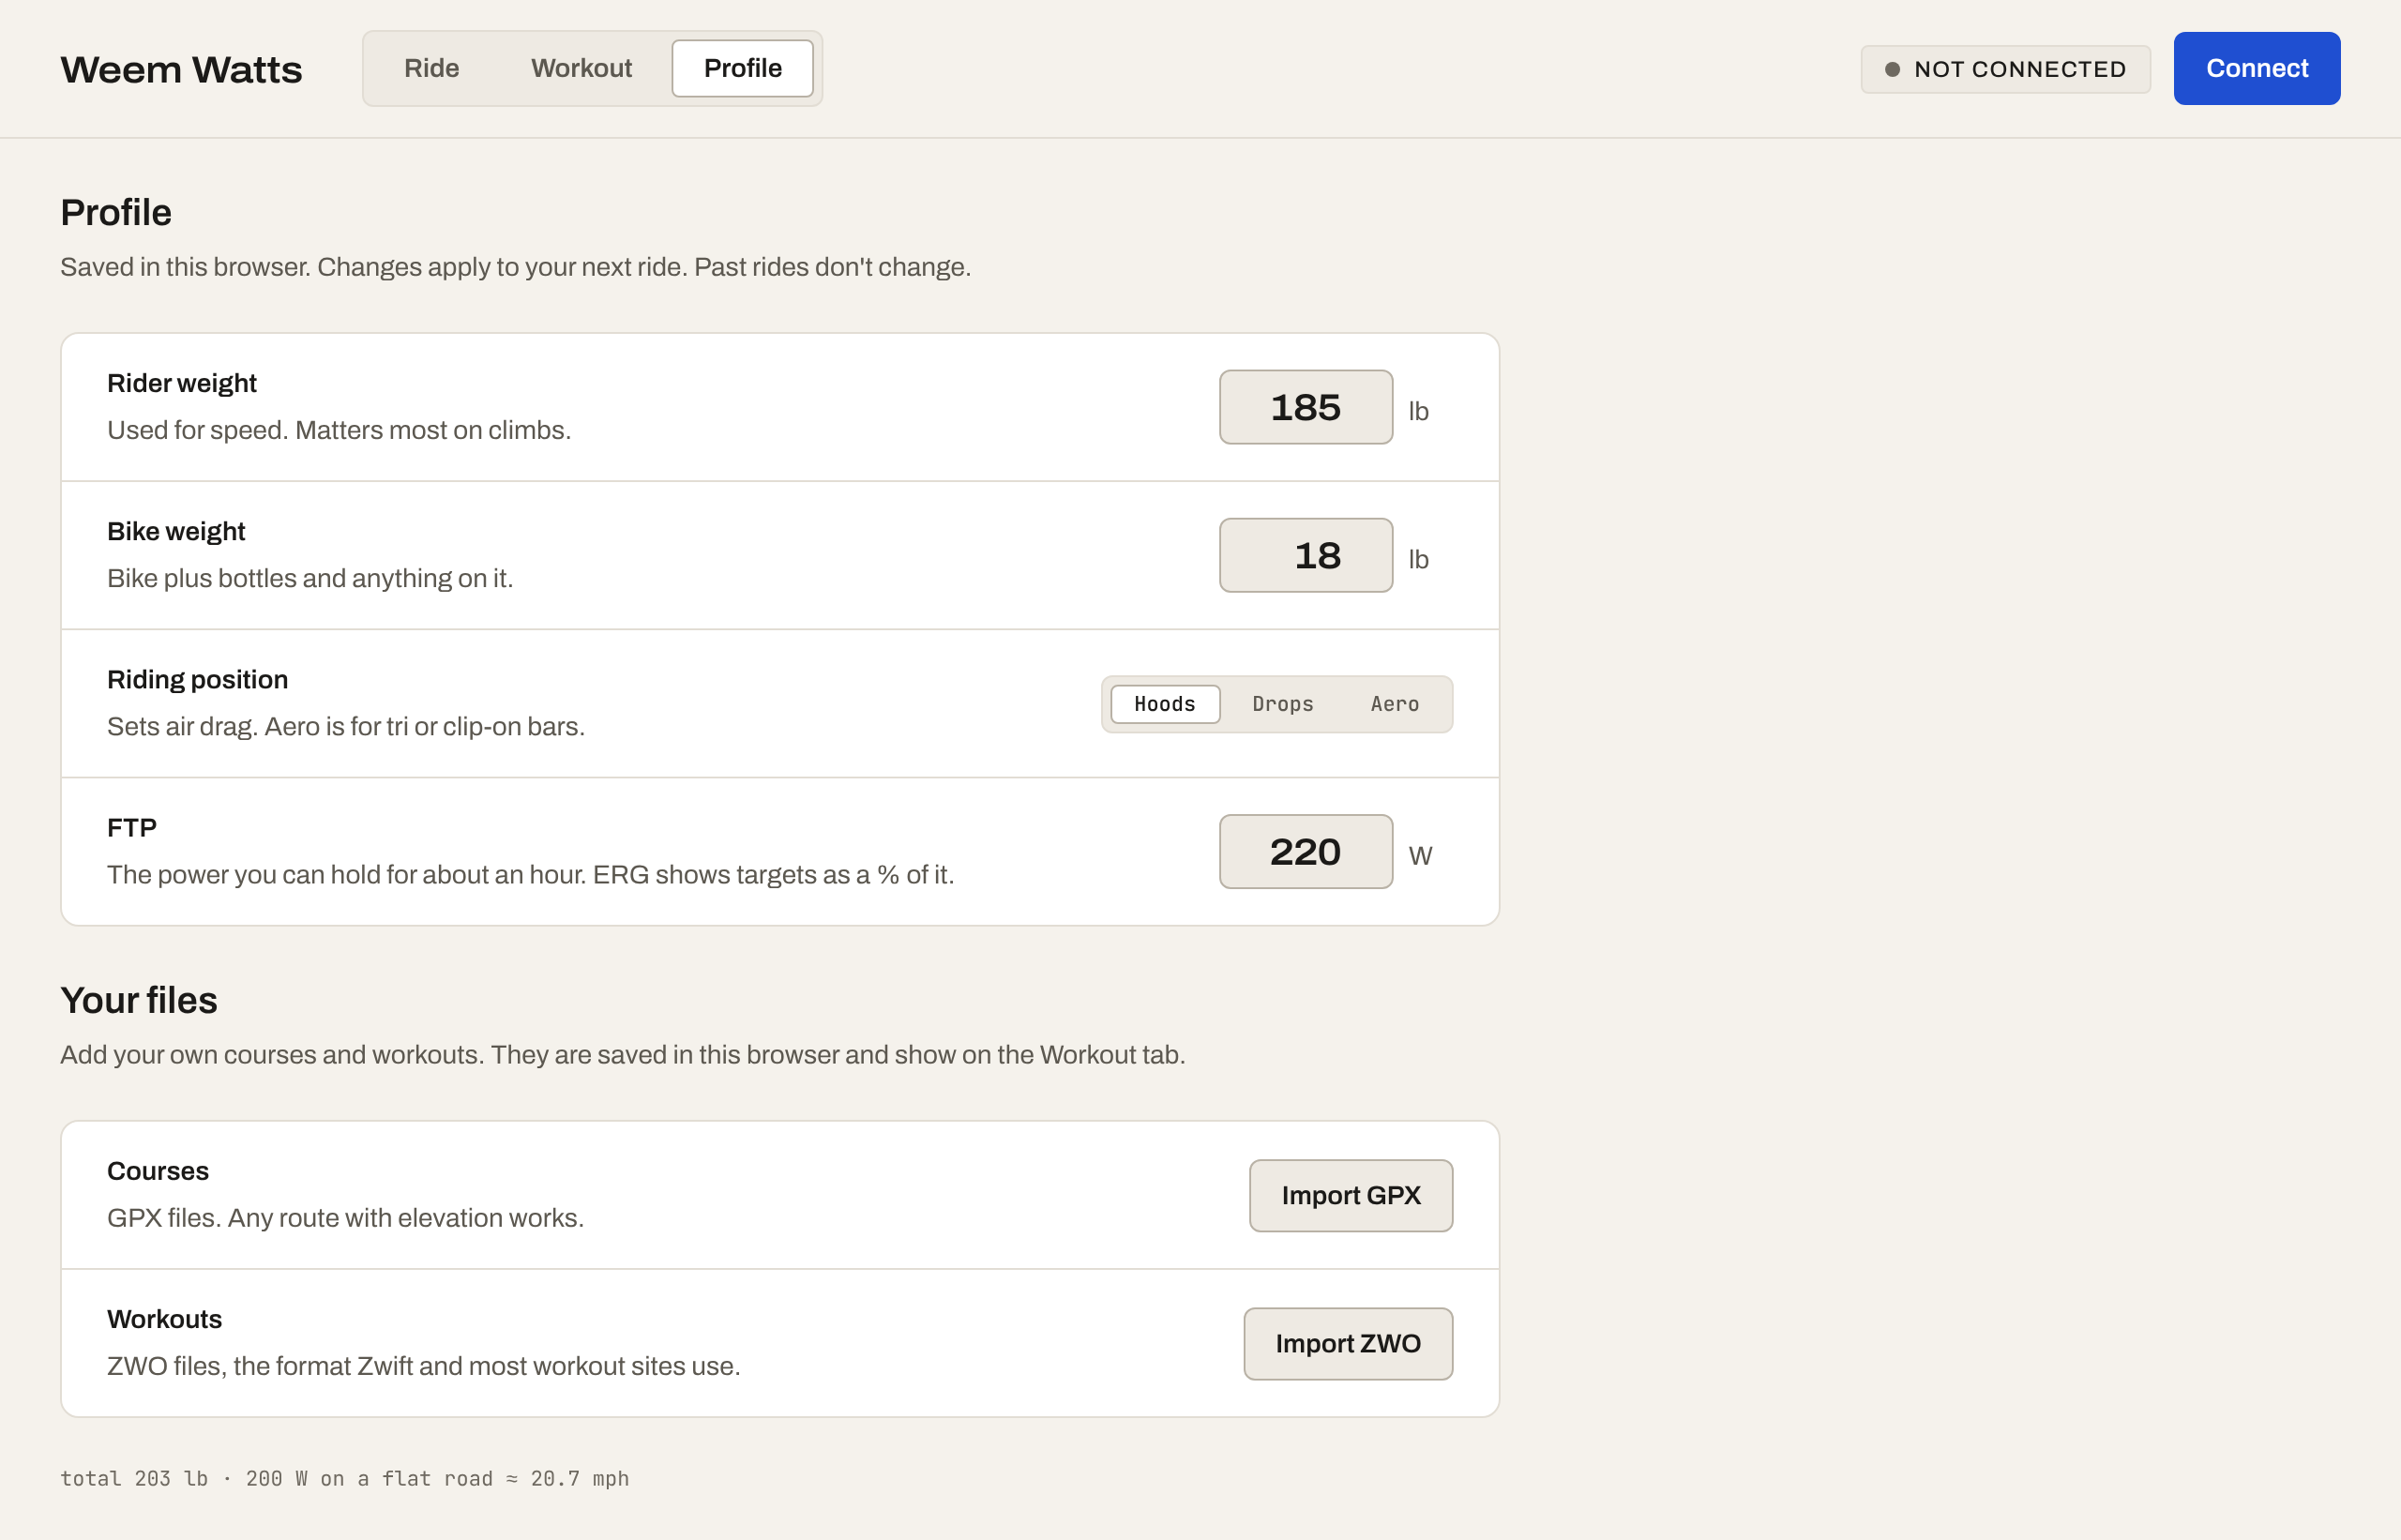 Weem Watts
Ride Workout Profile
NOT CONNECTED
Connect
Profile
Saved in this browser. Changes apply to your next ride. Past rides don't change.
Rider weight
Used for speed. Matters most on climbs.
185 lb
Bike weight
Bike plus bottles and anything on it.
18 lb
Riding position
Sets air drag. Aero is for tri or clip-on bars.
Hoods Drops Aero
FTP
The power you can hold for about an hour. ERG shows targets as a % of it.
220 W
Your files
Add your own courses and workouts. They are saved in this browser and show on the Workout tab.
Courses
GPX files. Any route with elevation works.
Import GPX
Workouts
ZWO files, the format Zwift and most workout sites use.
Import ZWO
total 203 lb · 200 W on a flat road ≈ 20.7 mph